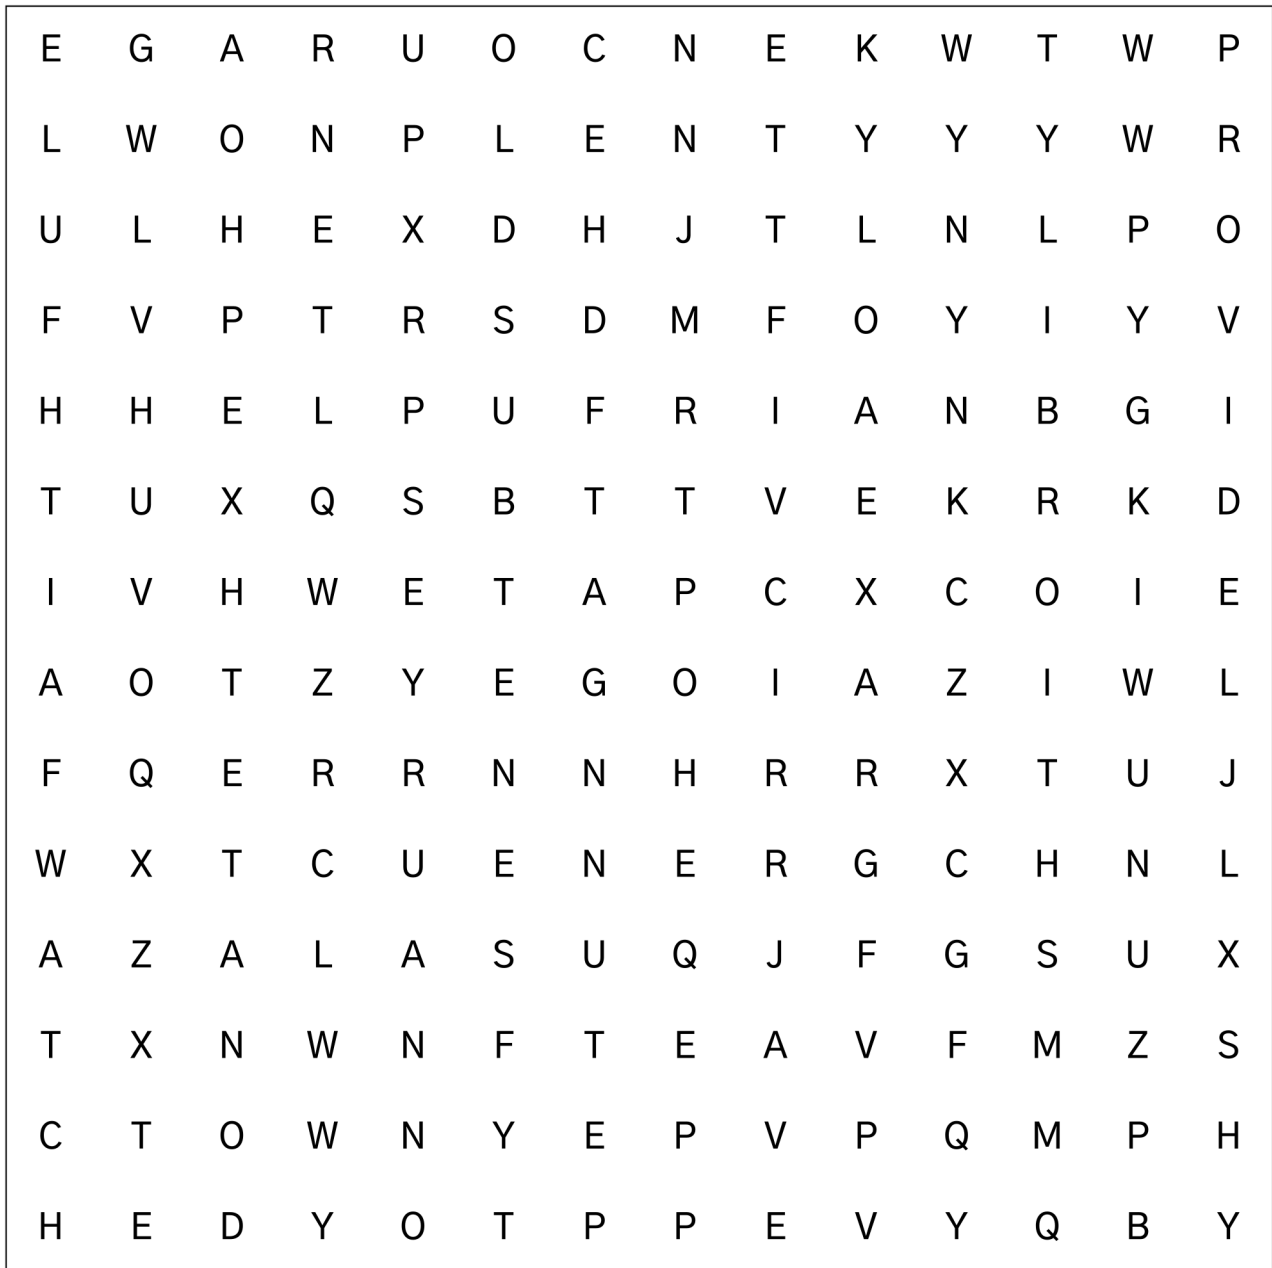 E G A R U O C N E K W T W P
L W O N P L E N T Y Y Y W R
U L H E X D H J T L N L P O
F V P T R S D M F O Y I Y V
H H E L P U F R I A N B G I
T U X Q S B T T V E K R K D
I V H W E T A P C X C O I E
A O T Z Y E G O I A Z I W L
F Q E R R N N H R R X T U J
W X T C U E N E R G C H N L
A Z A L A S U Q J F G S U X
T X N W N F T E A V F M Z S
C T O W N Y E P V P Q M P H
H E D Y O T P P E V Y Q B Y